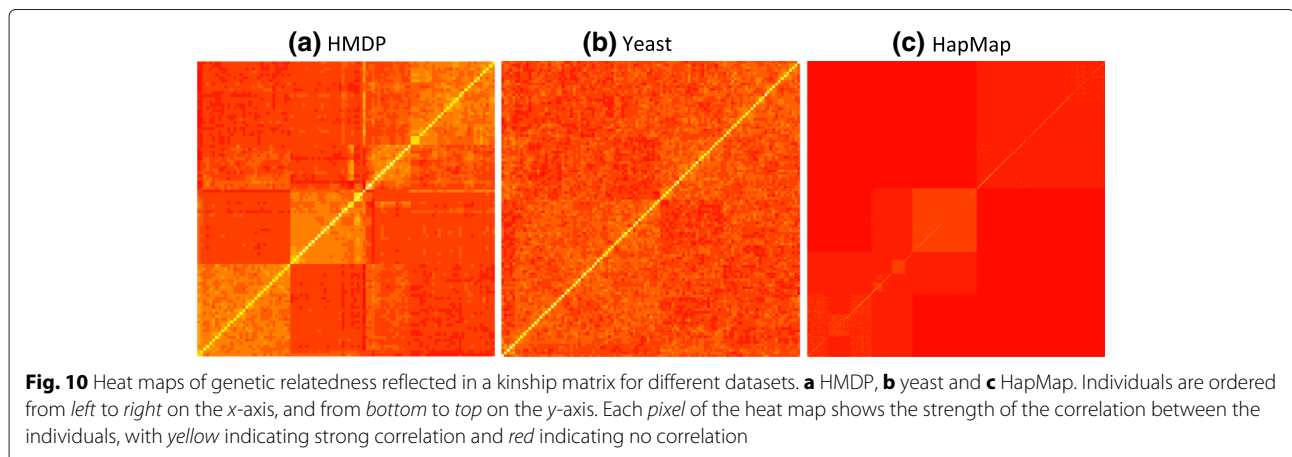 (a) HMDP
(b) Yeast
(c) HapMap
Fig. 10 Heat maps of genetic relatedness reflected in a kinship matrix for different datasets. a HMDP, b yeast and c HapMap. Individuals are ordered
from left to right on the x-axis, and from bottom to top on the y-axis. Each pixel of the heat map shows the strength of the correlation between the
individuals, with yellow indicating strong correlation and red indicating no correlation